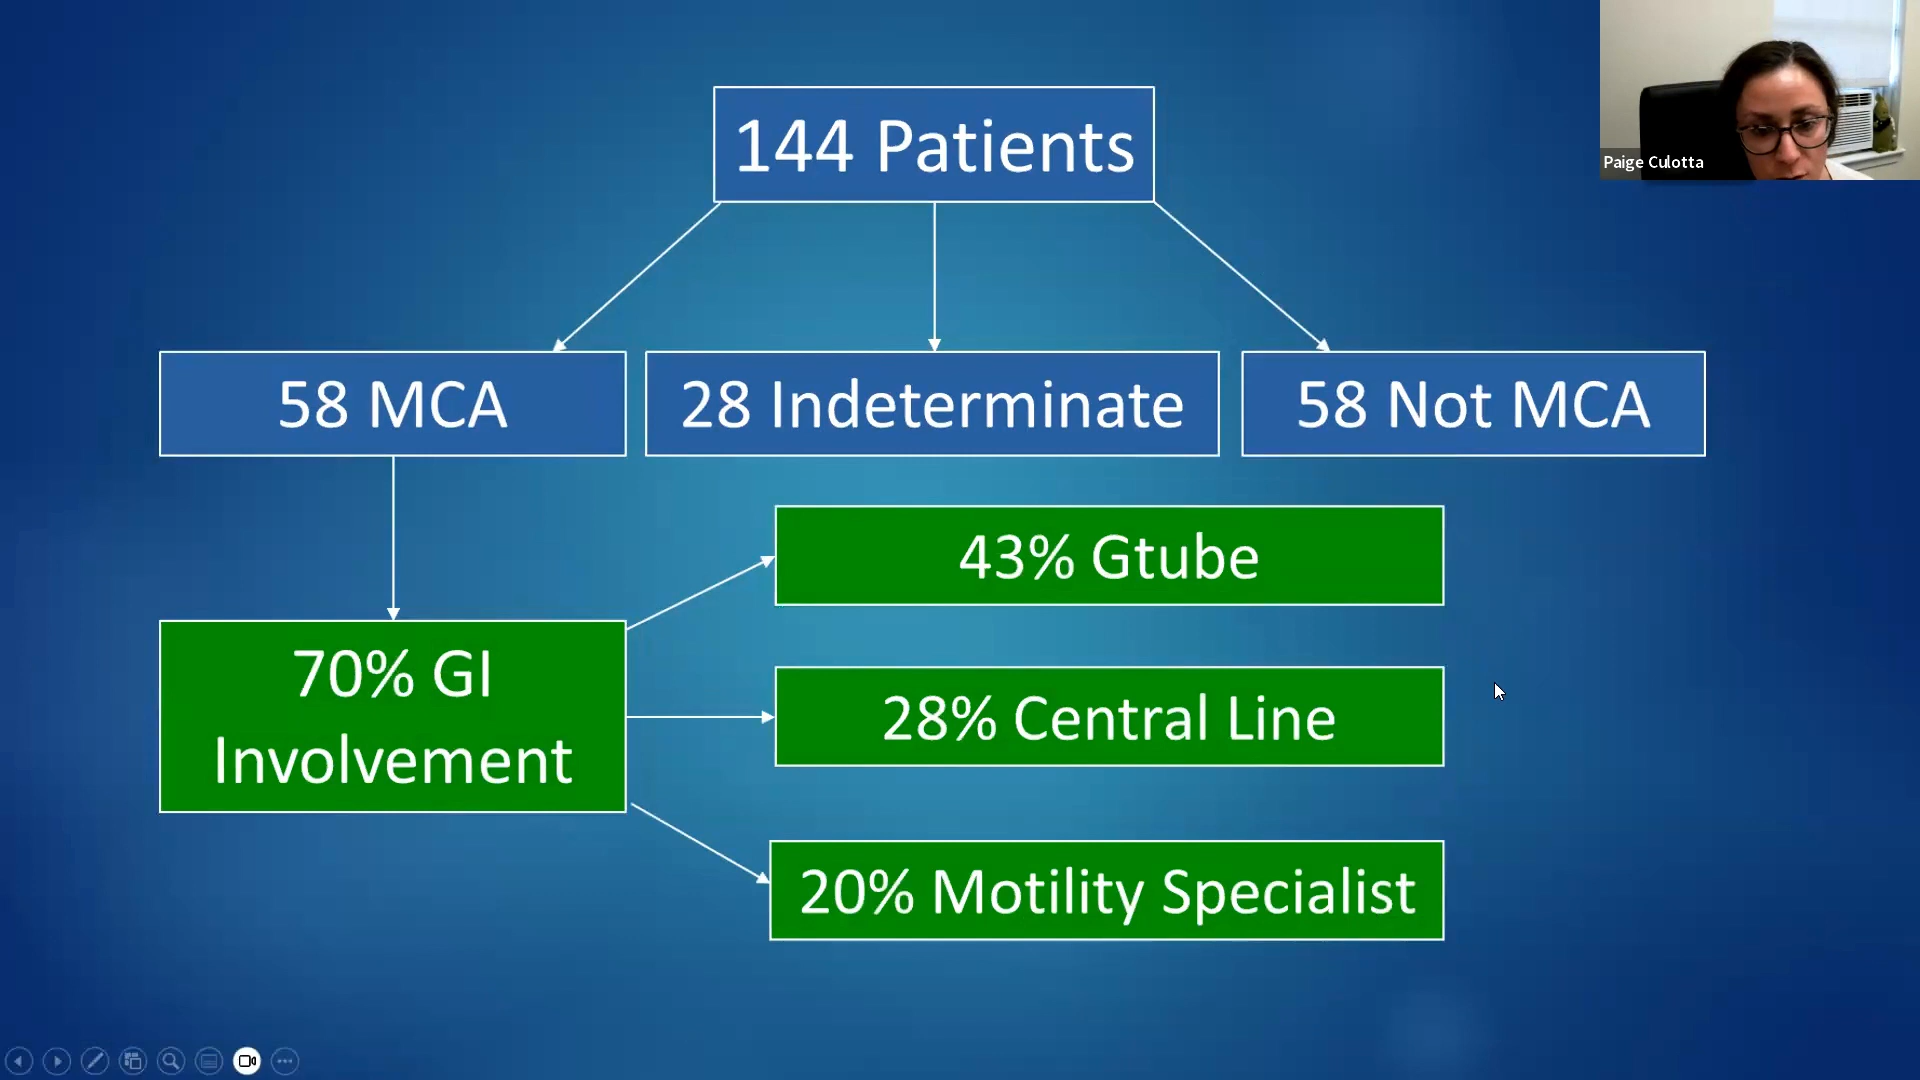 144 Patients
Paige Culotta
58 MCA
28 Indeterminate
58 Not MCA
43% Gtube
70% GI
Involvement
28% Central Line
20% Motility Specialist